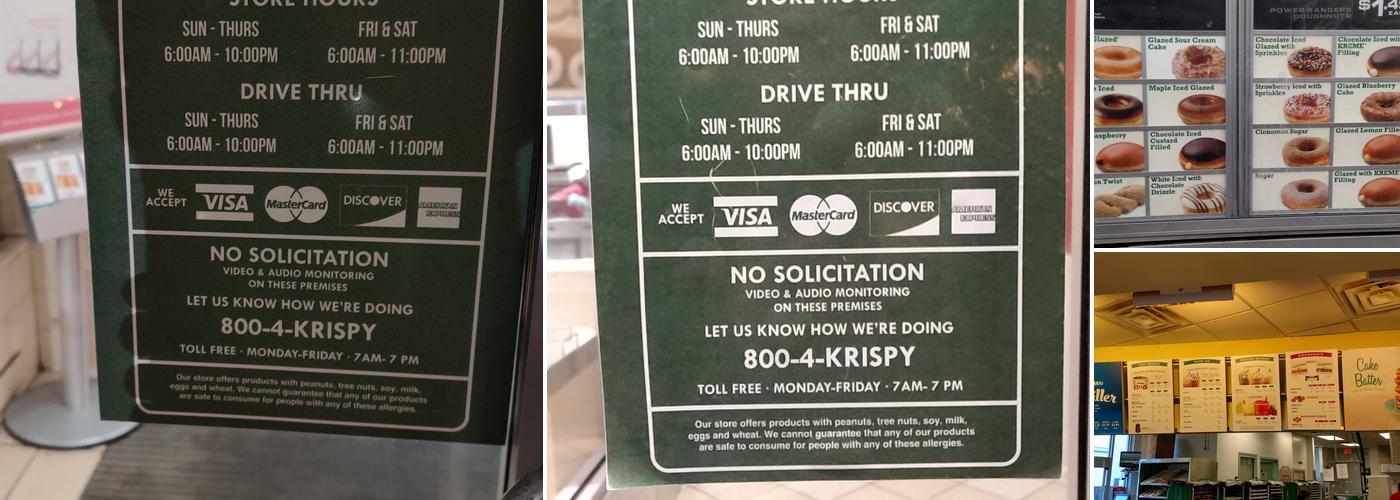 STORE HOURS
SUN - THURS FRI & SAT
6:00AM - 10:00PM 6:00AM - 11:00PM
DRIVE THRU
SUN - THURS FRI & SAT
6:00AM - 10:00PM 6:00AM - 11:00PM
WE ACCEPT VISA MasterCard DISCOVER AMERICAN EXPRESS
NO SOLICITATION
VIDEO & AUDIO MONITORING
ON THESE PREMISES
LET US KNOW HOW WE'RE DOING
800-4-KRISPY
TOLL FREE · MONDAY-FRIDAY · 7AM- 7 PM
Our store offers products with peanuts, tree nuts, soy, milk,
eggs and wheat. We cannot guarantee that any of our products
are safe to consume for people with any of these allergies.
STORE HOURS
SUN - THURS FRI & SAT
6:00AM - 10:00PM 6:00AM - 11:00PM
DRIVE THRU
SUN - THURS FRI & SAT
6:00AM - 10:00PM 6:00AM - 11:00PM
WE ACCEPT VISA MasterCard DISCOVER AMERICAN EXPRESS
NO SOLICITATION
VIDEO & AUDIO MONITORING
ON THESE PREMISES
LET US KNOW HOW WE'RE DOING
800-4-KRISPY
TOLL FREE · MONDAY-FRIDAY · 7AM- 7 PM
Our store offers products with peanuts, tree nuts, soy, milk,
eggs and wheat. We cannot guarantee that any of our products
are safe to consume for people with any of these allergies.
POWER RANGERS
DOUGHNUTS
Glazed Sour Cream
Cake
Chocolate Iced
Glazed with
Sprinkles
Chocolate Iced with
KREME
Filling
Iced
Maple Iced Glazed
Strawberry Iced with
Sprinkles
Glazed Blueberry
Cake
Chocolate Iced
Custard
Filled
Cinnamon Sugar
Glazed Lemon Filled
Twist
White Iced with
Chocolate
Drizzle
Sugar
Glazed with KREME
Filling
Cake
Batter